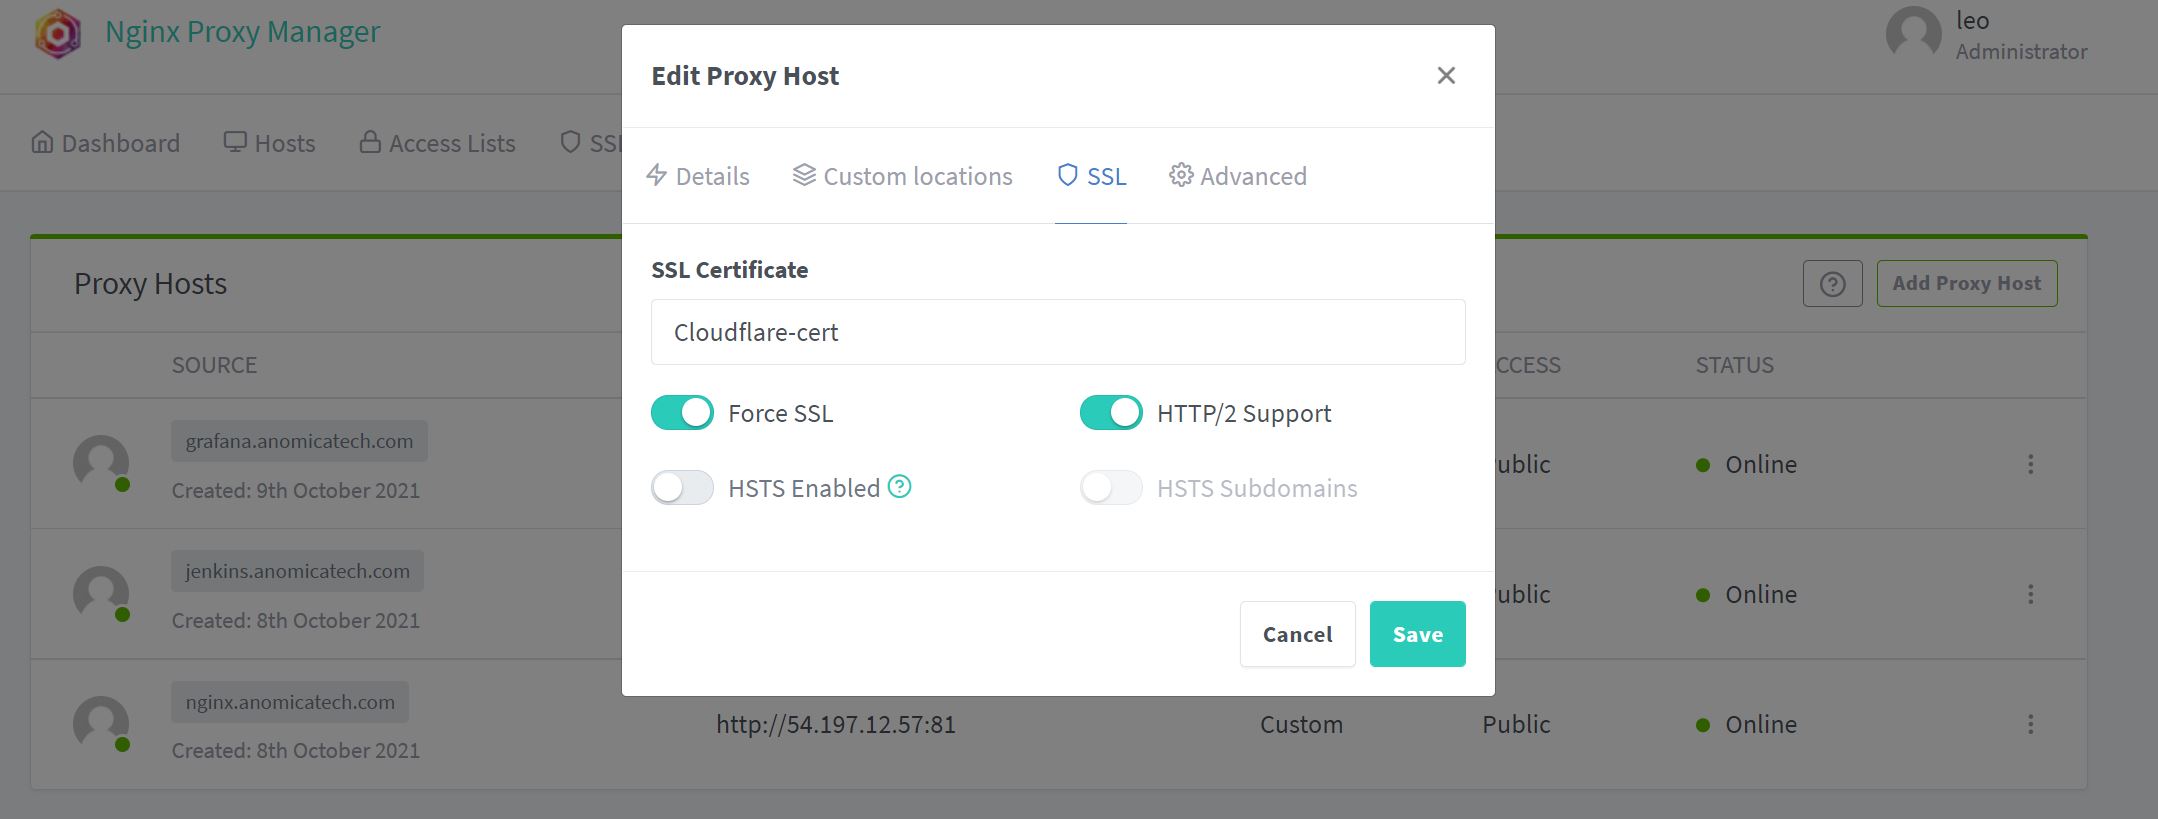 Nginx Proxy Manager
leo
Administrator
Dashboard
Hosts
Access Lists
SSL
Edit Proxy Host
Details
Custom locations
SSL
Advanced
SSL Certificate
Cloudflare-cert
Force SSL
HTTP/2 Support
HSTS Enabled
HSTS Subdomains
Cancel
Save
Proxy Hosts
Add Proxy Host
SOURCE
CCESS
STATUS
grafana.anomicatech.com
Created: 9th October 2021
ublic
Online
jenkins.anomicatech.com
Created: 8th October 2021
ublic
Online
nginx.anomicatech.com
Created: 8th October 2021
http://54.197.12.57:81
Custom
Public
Online